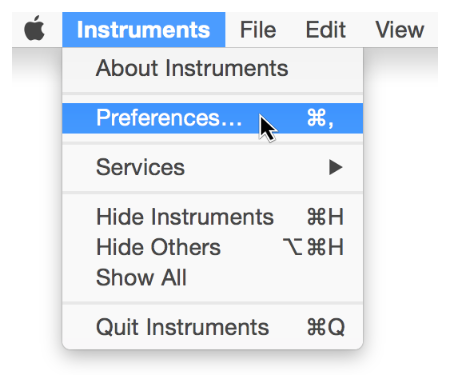 Instruments File Edit View
About Instruments
Preferences... ⌘,
Services ▶
Hide Instruments ⌘H
Hide Others ⌥⌘H
Show All
Quit Instruments ⌘Q